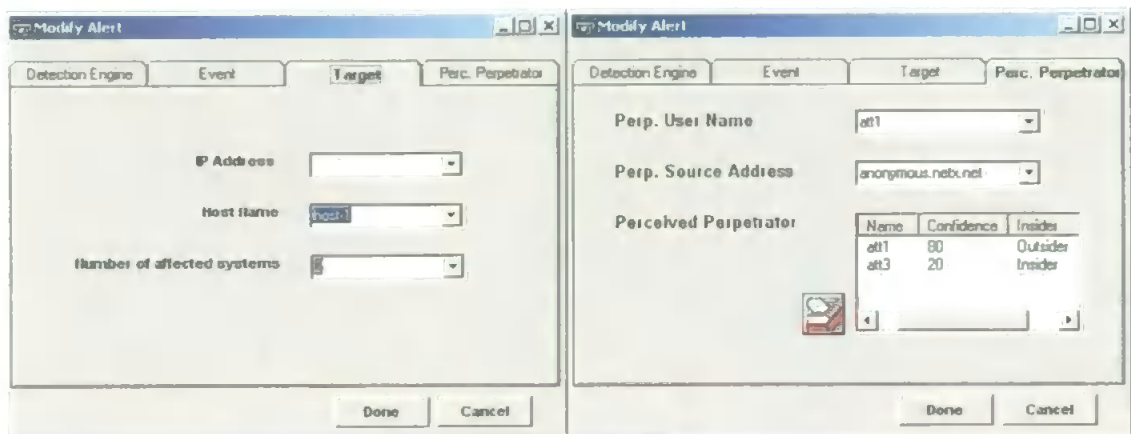 Modify Alert
Detection Engine Event Target Perc. Perpetrator
IP Address
Host Name host-1
Number of affected systems 5
Done Cancel
Modify Alert
Detection Engine Event Target Perc. Perpetrator
Perp. User Name att1
Perp. Source Address anonymous.netx.net
Perceived Perpetrator
Name Confidence Insider
att1 80 Outsider
att3 20 Insider
Done Cancel